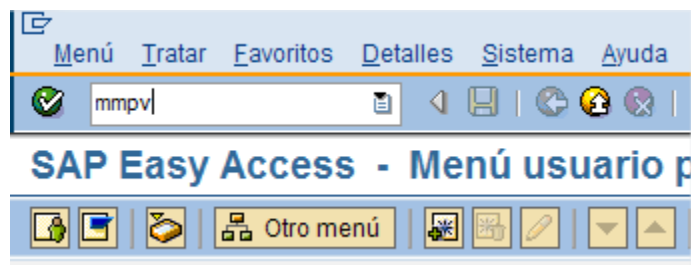 Menú Tratar Favoritos Detalles Sistema Ayuda
mmpv
SAP Easy Access - Menú usuario
Otro menú